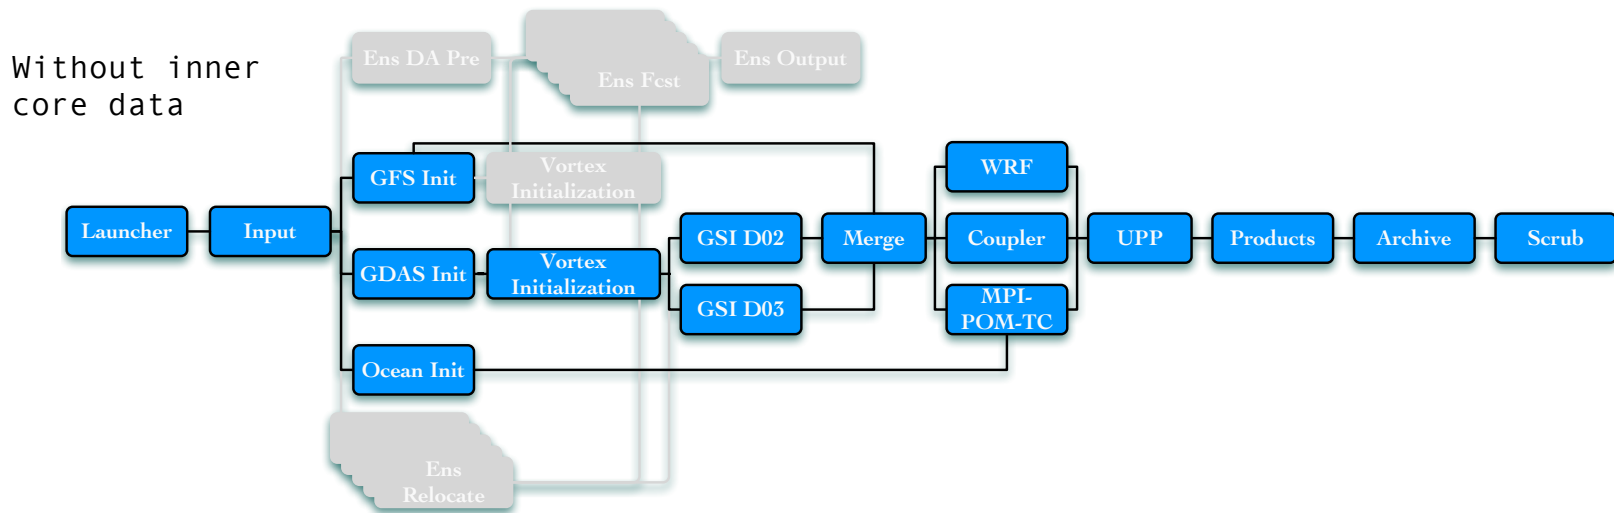 Without inner
core data
Ens DA Pre
Ens Fcst
Ens Output
GFS Init
Vortex
Initialization
WRF
Launcher
Input
GSI D02
Merge
Coupler
UPP
Products
Archive
Scrub
GDAS Init
Vortex
Initialization
GSI D03
MPI-
POM-TC
Ocean Init
Ens
Relocate